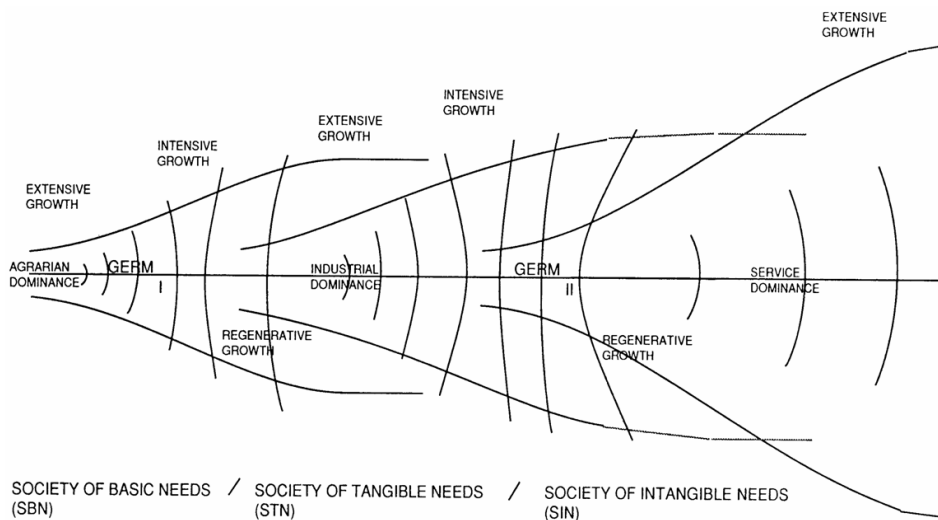 EXTENSIVE
GROWTH
INTENSIVE
GROWTH
EXTENSIVE
GROWTH
INTENSIVE
GROWTH
EXTENSIVE
GROWTH
AGRARIAN
DOMINANCE
GERM
I
INDUSTRIAL
DOMINANCE
GERM
II
SERVICE
DOMINANCE
REGENERATIVE
GROWTH
REGENERATIVE
GROWTH
SOCIETY OF BASIC NEEDS / SOCIETY OF TANGIBLE NEEDS / SOCIETY OF INTANGIBLE NEEDS
(SBN) (STN) (SIN)